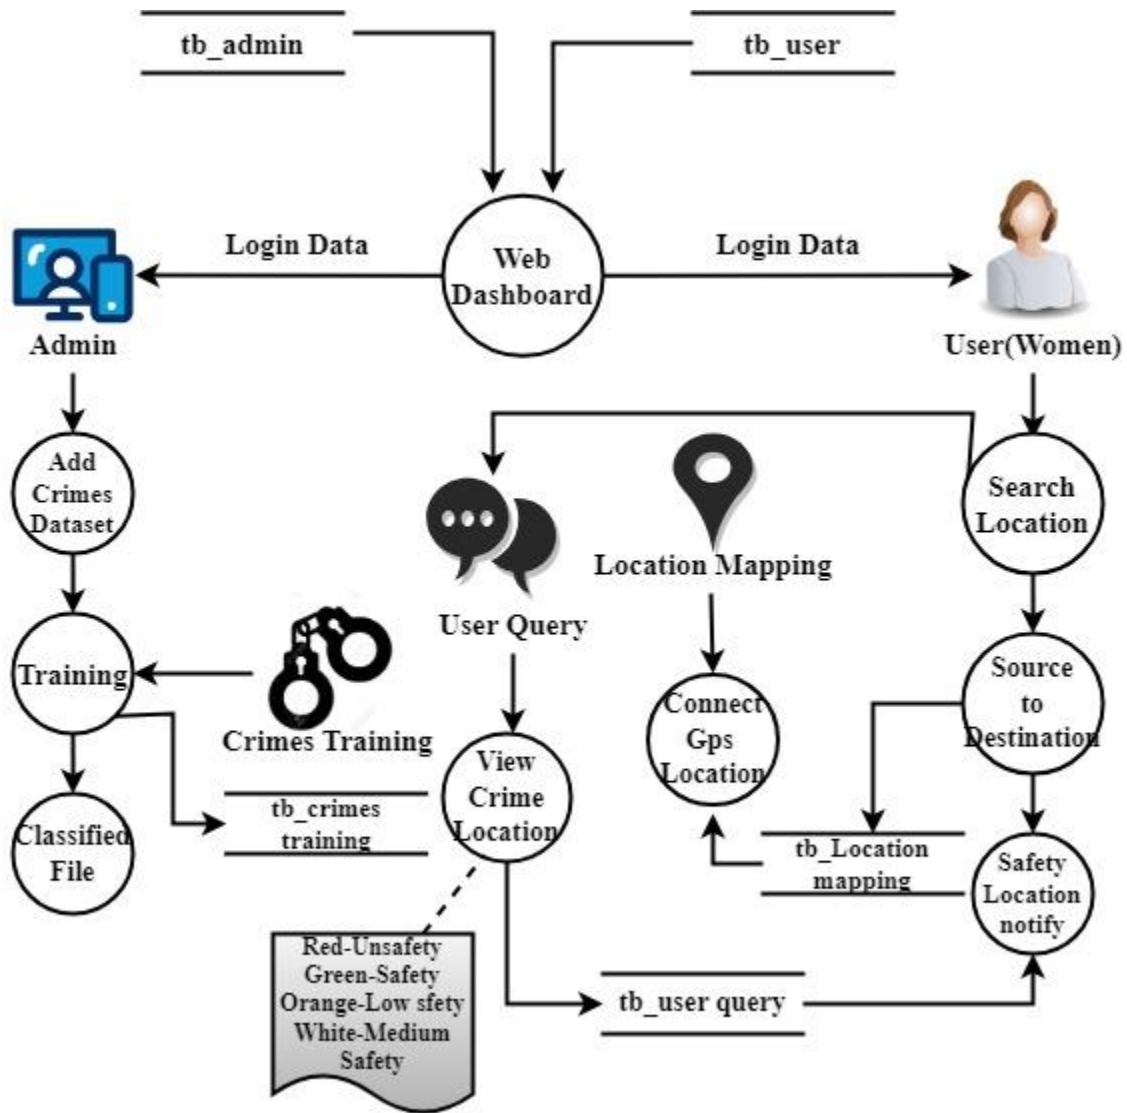 tb_admin
tb_user
Login Data
Login Data
Web
Dashboard
Admin
User(Women)
Add
Crimes
Dataset
Search
Location
Location Mapping
User Query
Training
Crimes Training
Source
to
Destination
Connect
Gps
Location
View
Crime
Location
tb_crimes
training
Classified
File
tb_Location
mapping
Safety
Location
notify
Red-Unsafety
Green-Safety
Orange-Low sfety
White-Medium
Safety
tb_user query